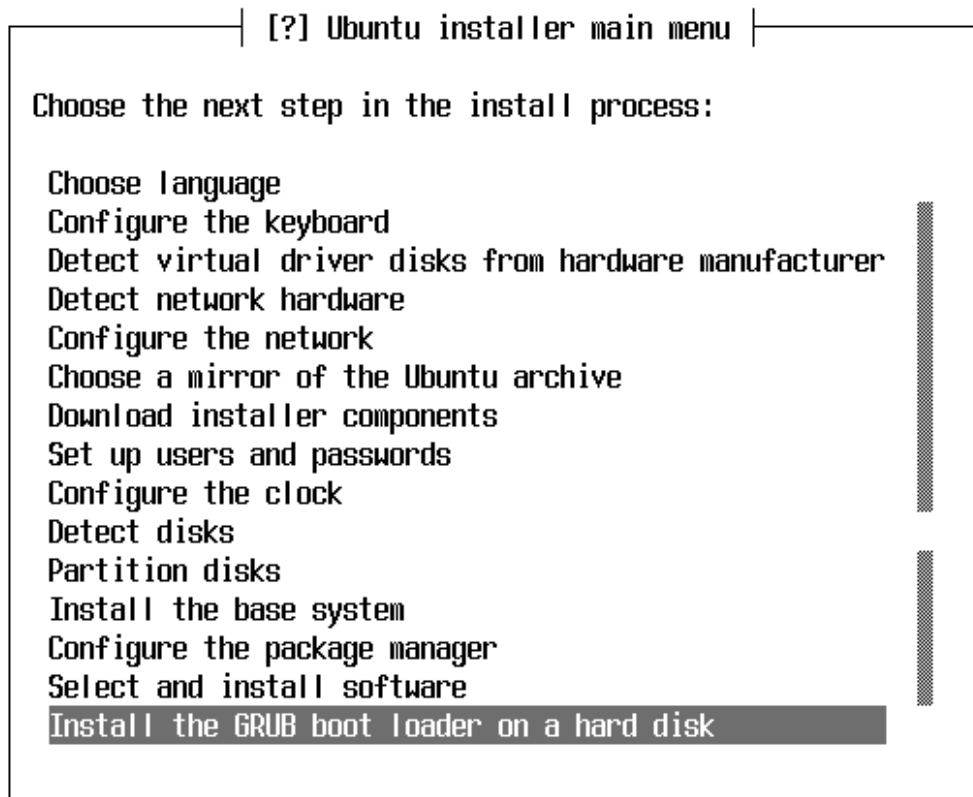 [?] Ubuntu installer main menu
Choose the next step in the install process:
Choose language
Configure the keyboard
Detect virtual driver disks from hardware manufacturer
Detect network hardware
Configure the network
Choose a mirror of the Ubuntu archive
Download installer components
Set up users and passwords
Configure the clock
Detect disks
Partition disks
Install the base system
Configure the package manager
Select and install software
Install the GRUB boot loader on a hard disk